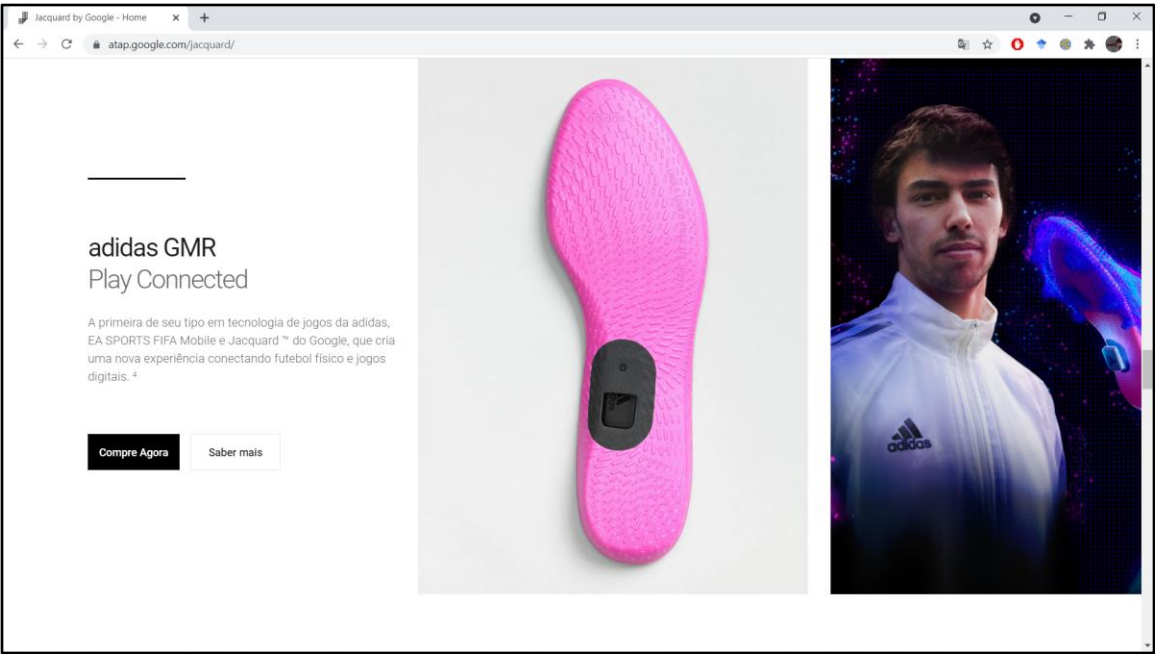 Jacquard by Google - Home
atap.google.com/jacquard/
adidas GMR
Play Connected
A primeira de seu tipo em tecnologia de jogos da adidas,
EA SPORTS FIFA Mobile e Jacquard ™ do Google, que cria
uma nova experiência conectando futebol físico e jogos
digitais. 4
Compre Agora
Saber mais
adidas
adidas